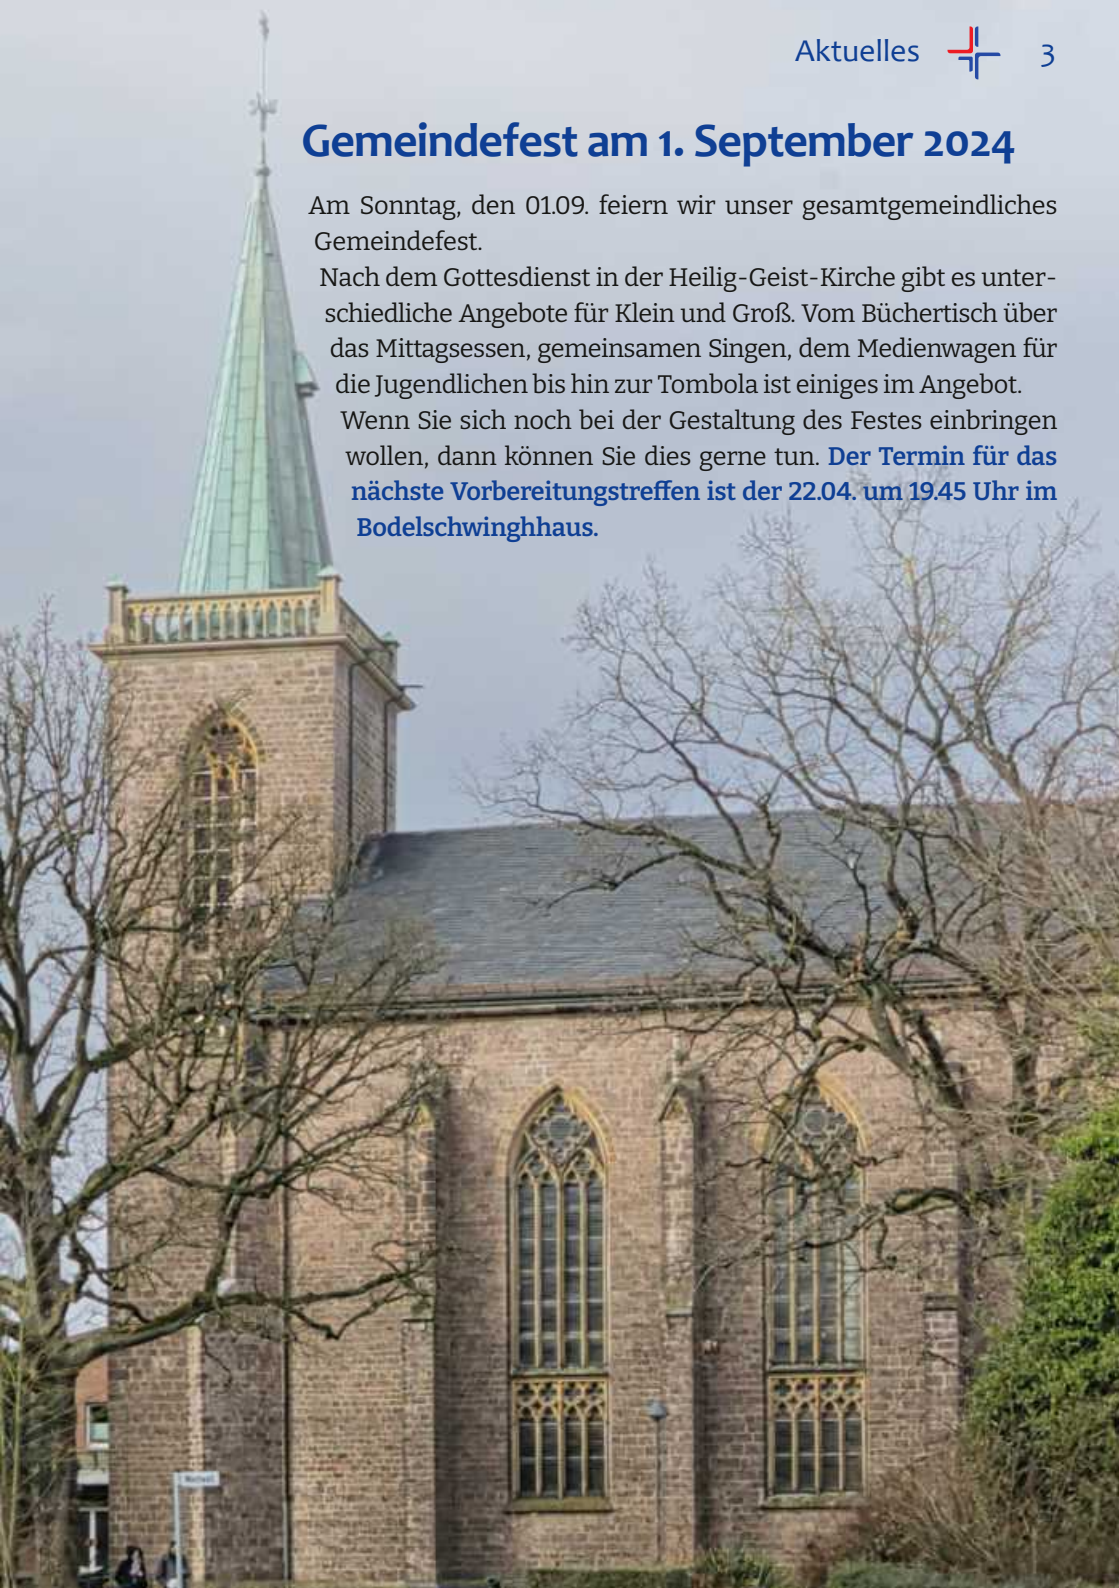 Aktuelles 3
Gemeindefest am 1. September 2024
Am Sonntag, den 01.09. feiern wir unser gesamtgemeindliches
Gemeindefest.
Nach dem Gottesdienst in der Heilig-Geist-Kirche gibt es unter-
schiedliche Angebote für Klein und Groß. Vom Büchertisch über
das Mittagsessen, gemeinsamen Singen, dem Medienwagen für
die Jugendlichen bis hin zur Tombola ist einiges im Angebot.
Wenn Sie sich noch bei der Gestaltung des Festes einbringen
wollen, dann können Sie dies gerne tun. Der Termin für das
nächste Vorbereitungstreffen ist der 22.04. um 19.45 Uhr im
Bodelschwinghhaus.